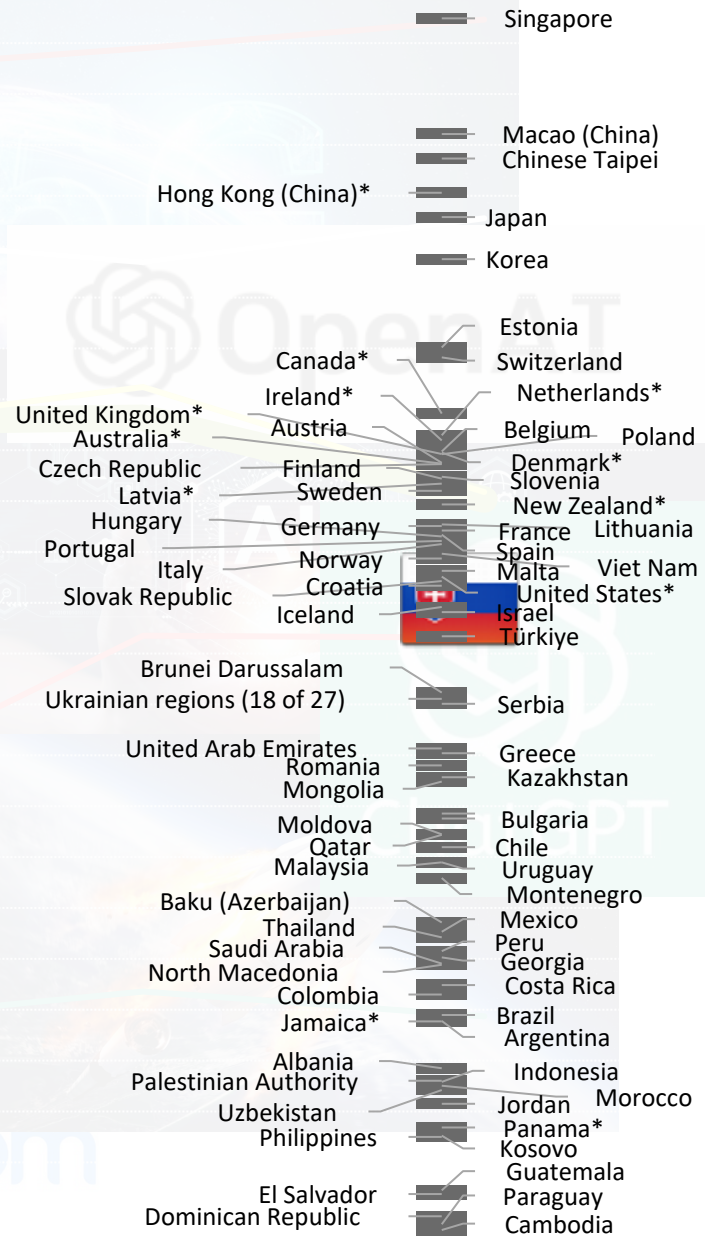 Singapore
Macao (China)
Chinese Taipei
Hong Kong (China)*
Japan
Korea
OpenAT
Estonia
Switzerland
Canada*
Ireland*
Netherlands*
United Kingdom*
Austria
Belgium
Poland
Australia*
Denmark*
Czech Republic
Finland
Slovenia
Latvia*
Sweden
New Zealand*
Hungary
Germany
France
Lithuania
Portugal
Spain
Italy
Norway
Malta
Viet Nam
Slovak Republic
Croatia
United States*
Iceland
Israel
Türkiye
Brunei Darussalam
Ukrainian regions (18 of 27)
Serbia
United Arab Emirates
Greece
Romania
Kazakhstan
Mongolia
ChatGPT
Bulgaria
Moldova
Qatar
Chile
Malaysia
Uruguay
Montenegro
Baku (Azerbaijan)
Mexico
Thailand
Peru
Saudi Arabia
Georgia
North Macedonia
Costa Rica
Colombia
Brazil
Jamaica*
Argentina
Albania
Indonesia
Palestinian Authority
Morocco
Uzbekistan
Jordan
Panama*
Philippines
Kosovo
Guatemala
El Salvador
Paraguay
Dominican Republic
Cambodia